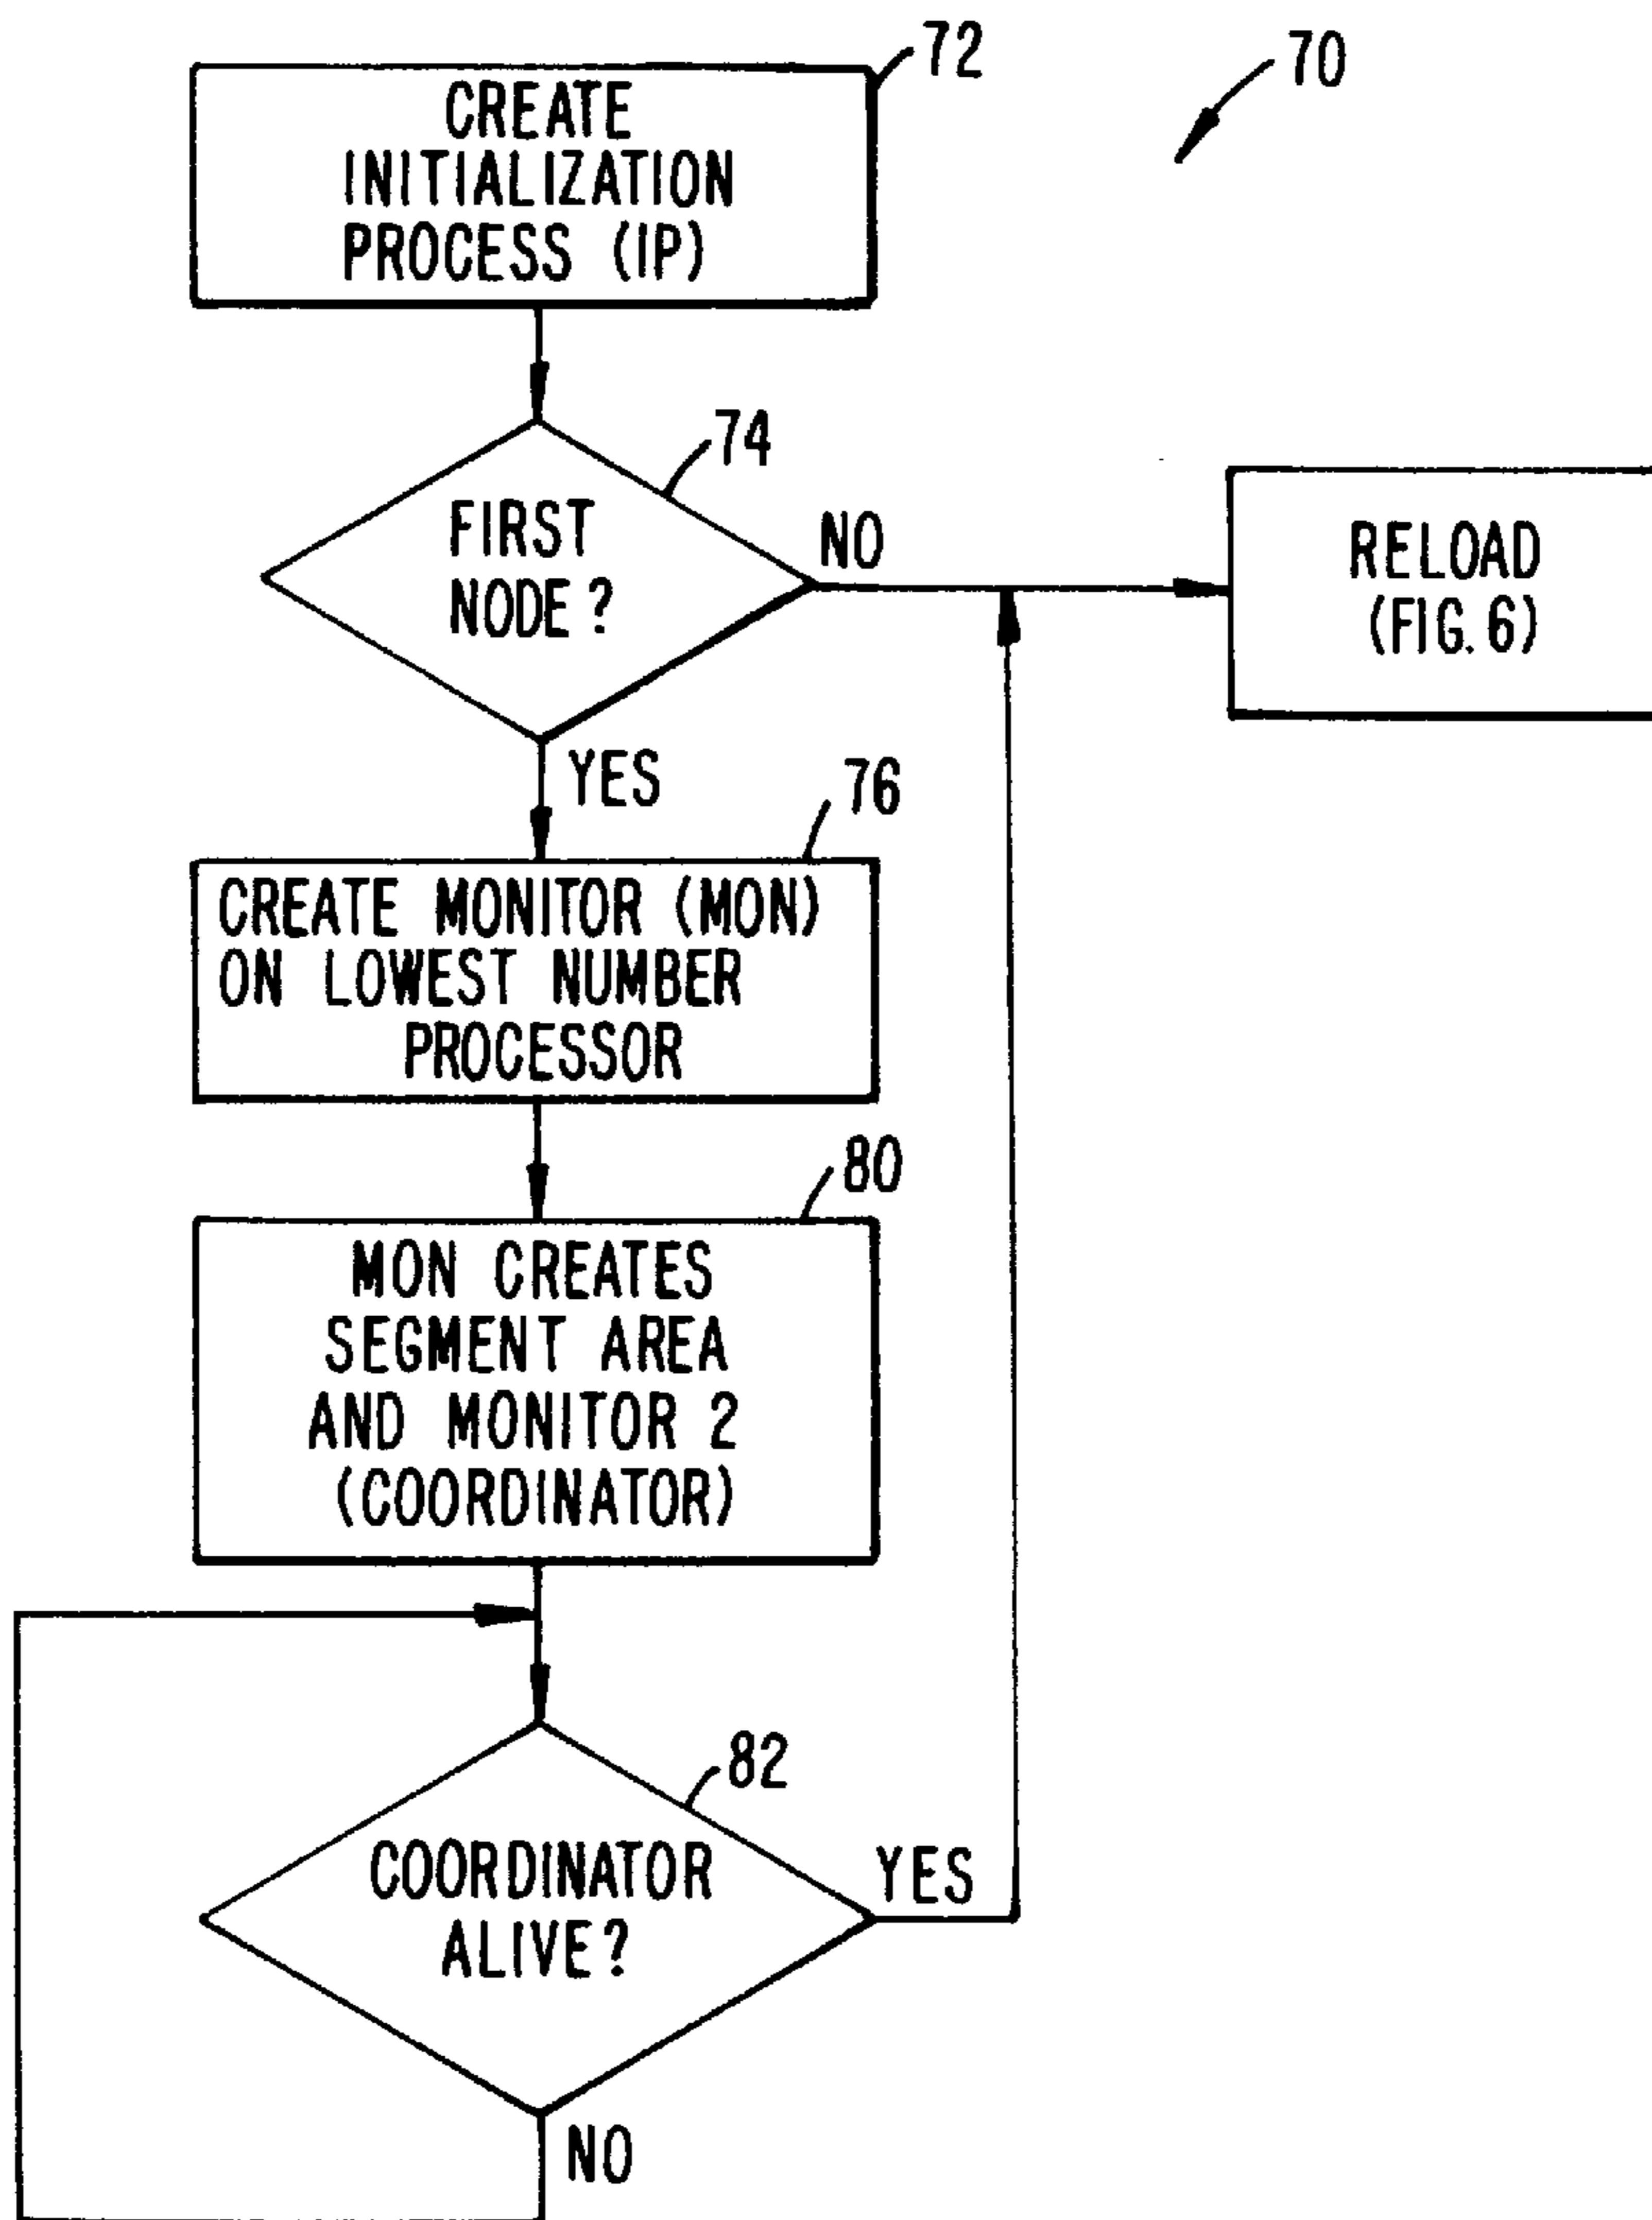 72
70
CREATE
INITIALIZATION
PROCESS (IP)
74
FIRST
NODE?
NO
RELOAD
(FIG. 6)
YES
76
CREATE MONITOR (MON)
ON LOWEST NUMBER
PROCESSOR
80
MON CREATES
SEGMENT AREA
AND MONITOR 2
(COORDINATOR)
82
COORDINATOR
ALIVE?
YES
NO